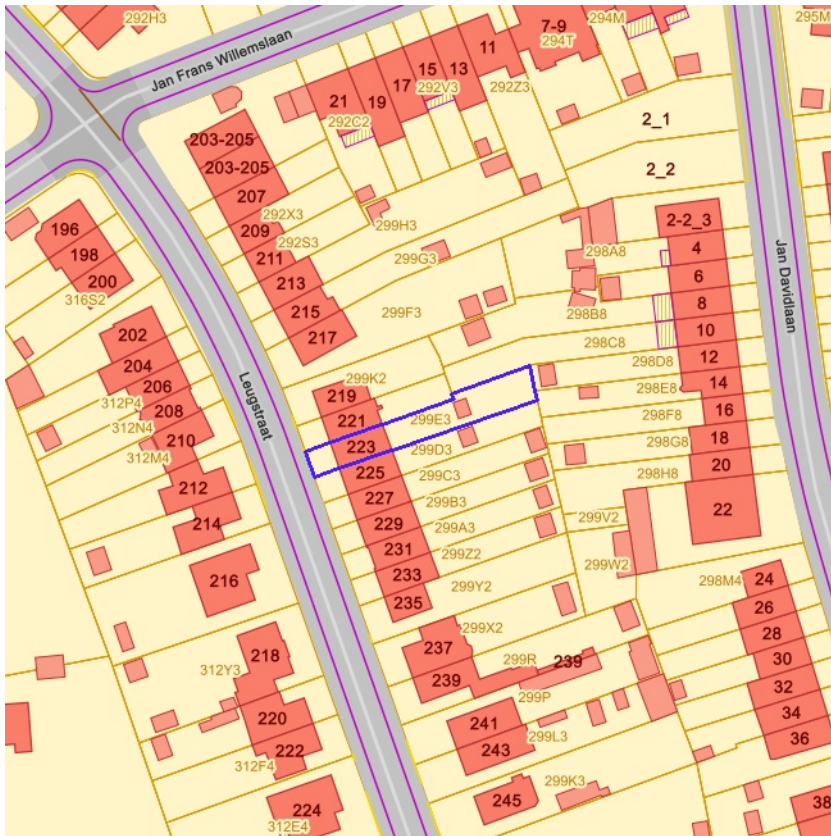 292H3
Jan Frans Willemslaan
7-9
294T
294M
295M
11
15
13
17
292V3
292Z3
21
19
292C2
2_1
203-205
203-205
207
2_2
292X3
209
292S3
299H3
196
198
200
316S2
211
213
215
217
299G3
299F3
2-2_3
4
6
8
10
12
14
16
18
20
22
298A8
298B8
298C8
298D8
298E8
298F8
298G8
298H8
Jan Davidlaan
202
204
206
208
210
212
214
216
312P4
312N4
312M4
Leugstraat
299K2
219
221
223
225
227
229
231
233
235
299E3
299D3
299C3
299B3
299A3
299Z2
299Y2
299V2
299W2
298M4
24
26
28
30
32
34
36
38
299X2
237
239
299R
239
299P
312Y3
218
220
222
312F4
224
312E4
241
243
299L3
299K3
245